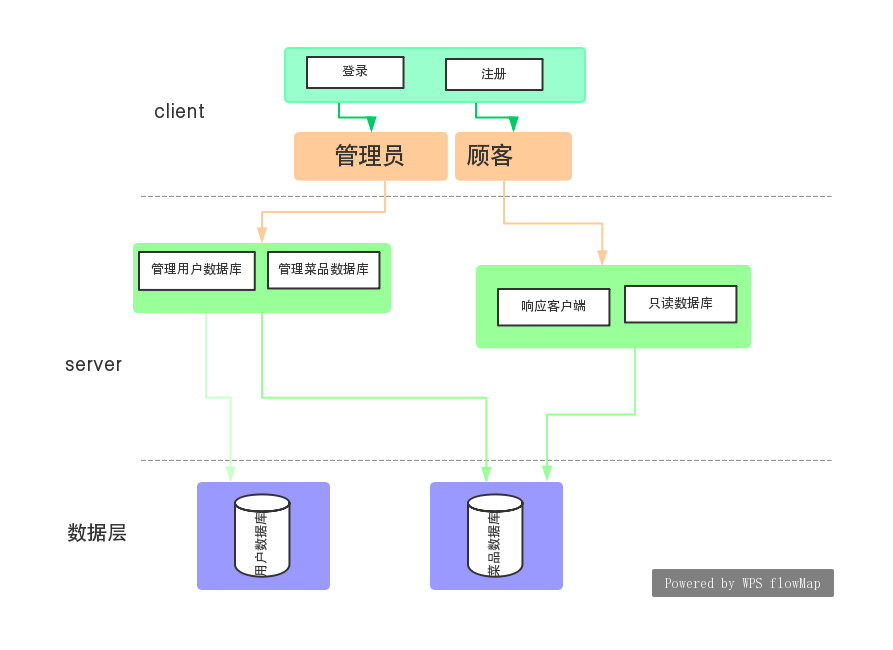 登录
注册
client
管理员
顾客
管理用户数据库
管理菜品数据库
响应客户端
只读数据库
server
数据层
用户数据库
菜品数据库
Powered by WPS flowMap